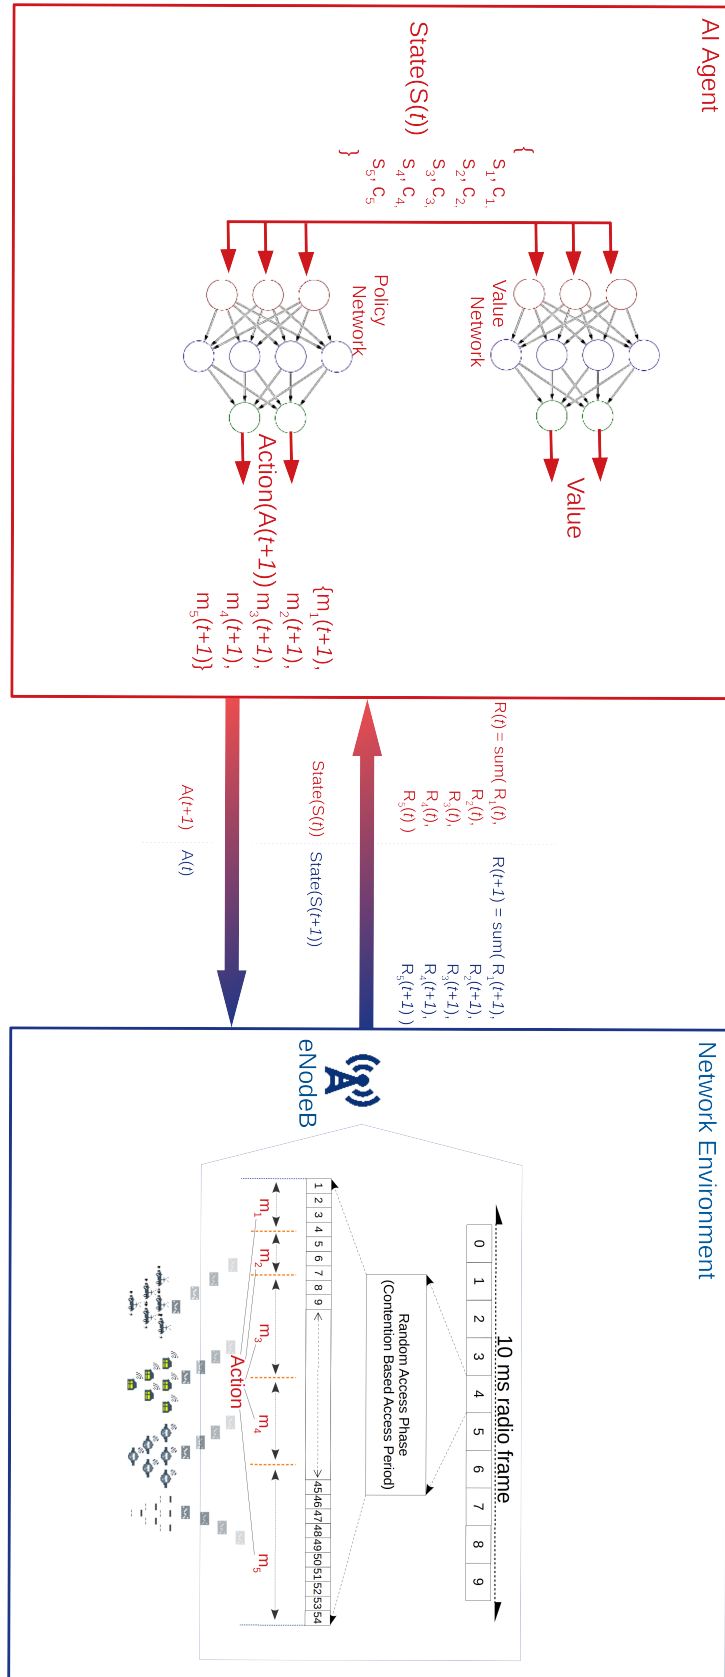 AI Agent
State(S(t))
{
S₁, C₁,
S₂, C₂,
S₃, C₃,
S₄, C₄,
S₅, C₅
}
Value
Network
Value
Policy
Network
Action(A(t+1))
{m₁(t+1),
m₂(t+1),
m₃(t+1),
m₄(t+1),
m₅(t+1)}
R(t) = sum( R₁(t),
R₂(t),
R₃(t),
R₄(t),
R₅(t) )
R(t+1) = sum( R₁(t+1),
R₂(t+1),
R₃(t+1),
R₄(t+1),
R₅(t+1) )
State(S(t))
State(S(t+1))
A(t+1)
A(t)
Network Environment
eNodeB
10 ms radio frame
0 1 2 3 4 5 6 7 8 9
Random Access Phase
(Contention Based Access Period)
1 2 3 4 5 6 7 8 9 45 46 47 48 49 50 51 52 53 54
m₁ m₂ m₃ m₄ m₅
Action